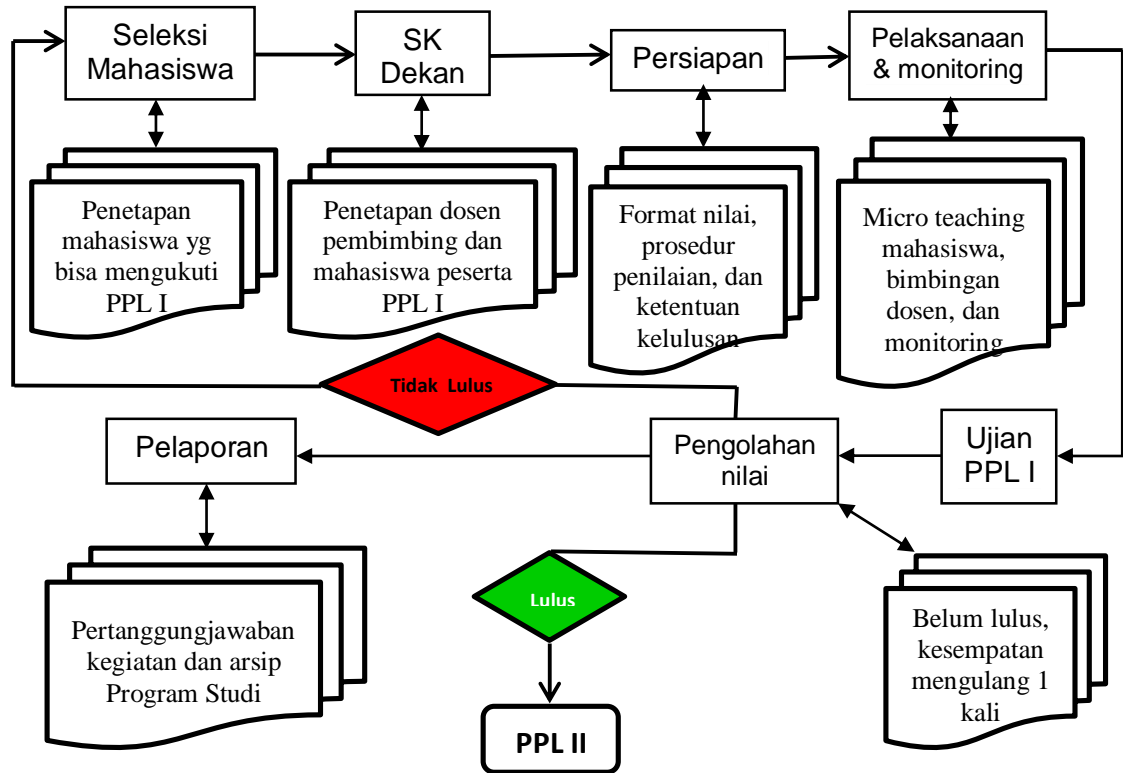 Seleksi
Mahasiswa
SK
Dekan
Persiapan
Pelaksanaan
& monitoring
Penetapan
mahasiswa yg
bisa mengukuti
PPL I
Penetapan dosen
pembimbing dan
mahasiswa peserta
PPL I
Format nilai,
prosedur
penilaian, dan
ketentuan
kelulusan
Micro teaching
mahasiswa,
bimbingan
dosen, dan
monitoring
Tidak Lulus
Pelaporan
Pengolahan
nilai
Ujian
PPL I
Pertanggungjawaban
kegiatan dan arsip
Program Studi
Lulus
Belum lulus,
kesempatan
mengulang 1
kali
PPL II